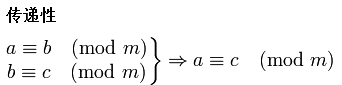 传递性
a ≡ b (mod m)
b ≡ c (mod m)} ⇒ a ≡ c (mod m)